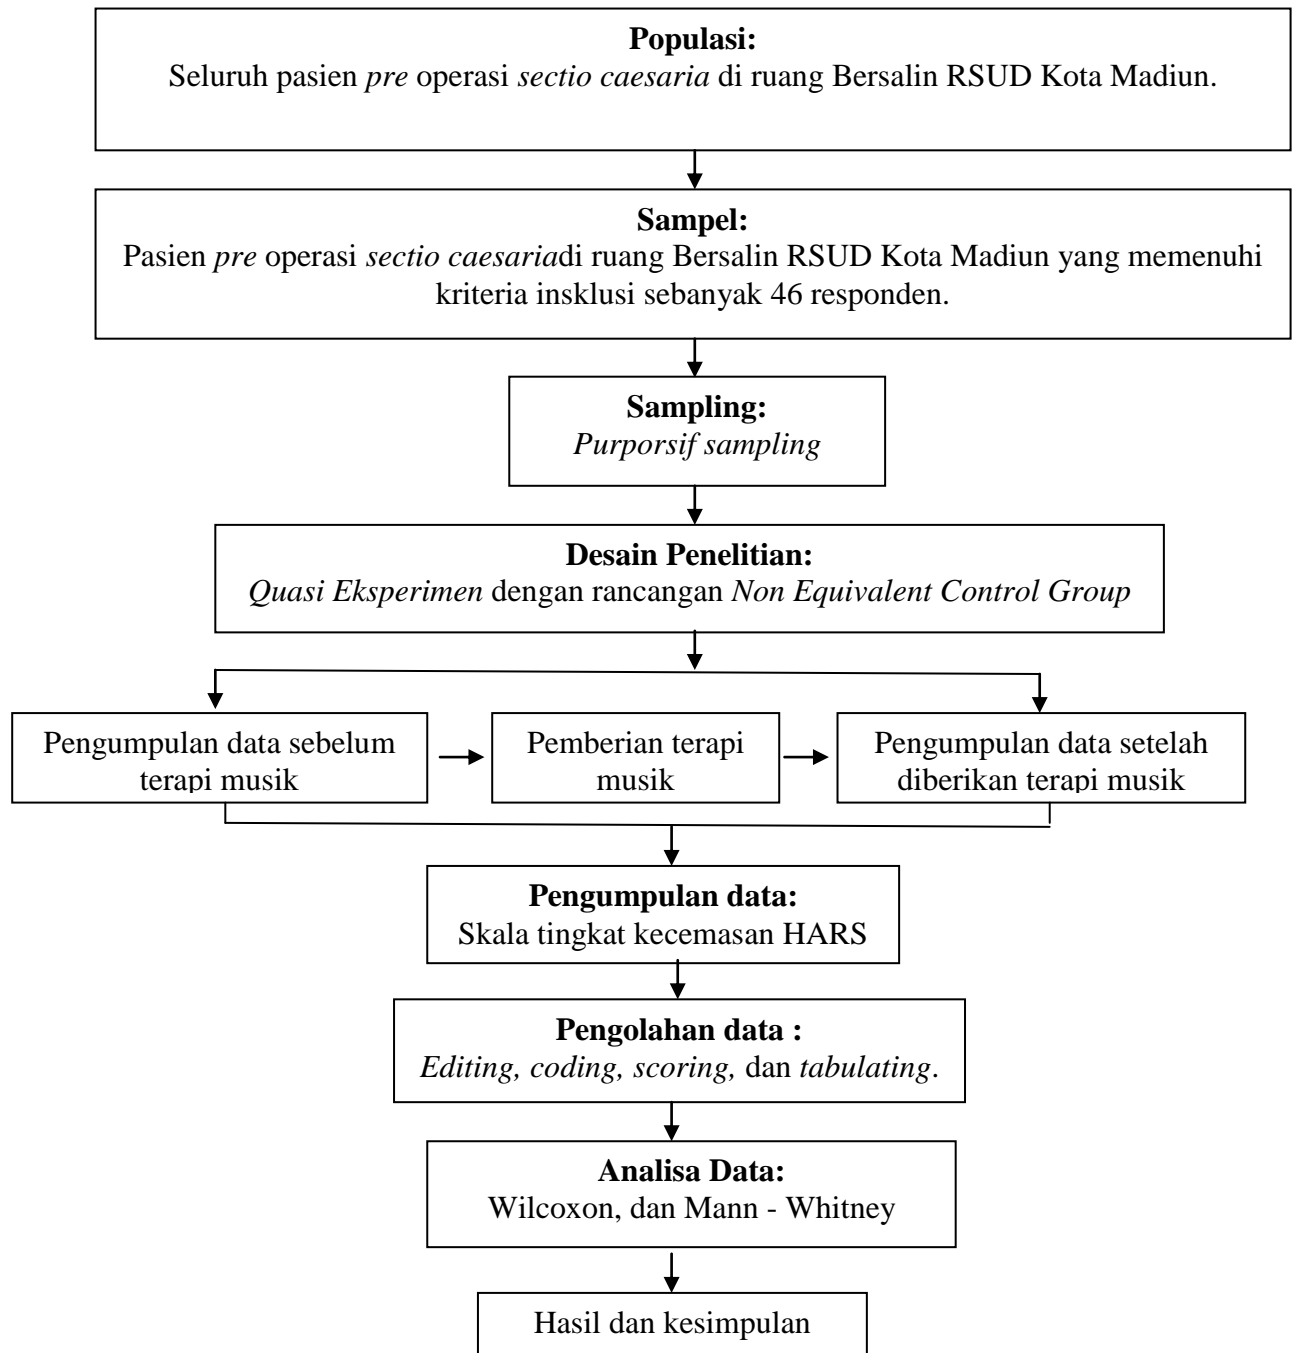 Populasi:
Seluruh pasien pre operasi sectio caesaria di ruang Bersalin RSUD Kota Madiun.
Sampel:
Pasien pre operasi sectio caesariadi ruang Bersalin RSUD Kota Madiun yang memenuhi
kriteria insklusi sebanyak 46 responden.
Sampling:
Purporsif sampling
Desain Penelitian:
Quasi Eksperimen dengan rancangan Non Equivalent Control Group
Pengumpulan data sebelum
terapi musik
Pemberian terapi
musik
Pengumpulan data setelah
diberikan terapi musik
Pengumpulan data:
Skala tingkat kecemasan HARS
Pengolahan data :
Editing, coding, scoring, dan tabulating.
Analisa Data:
Wilcoxon, dan Mann - Whitney
Hasil dan kesimpulan